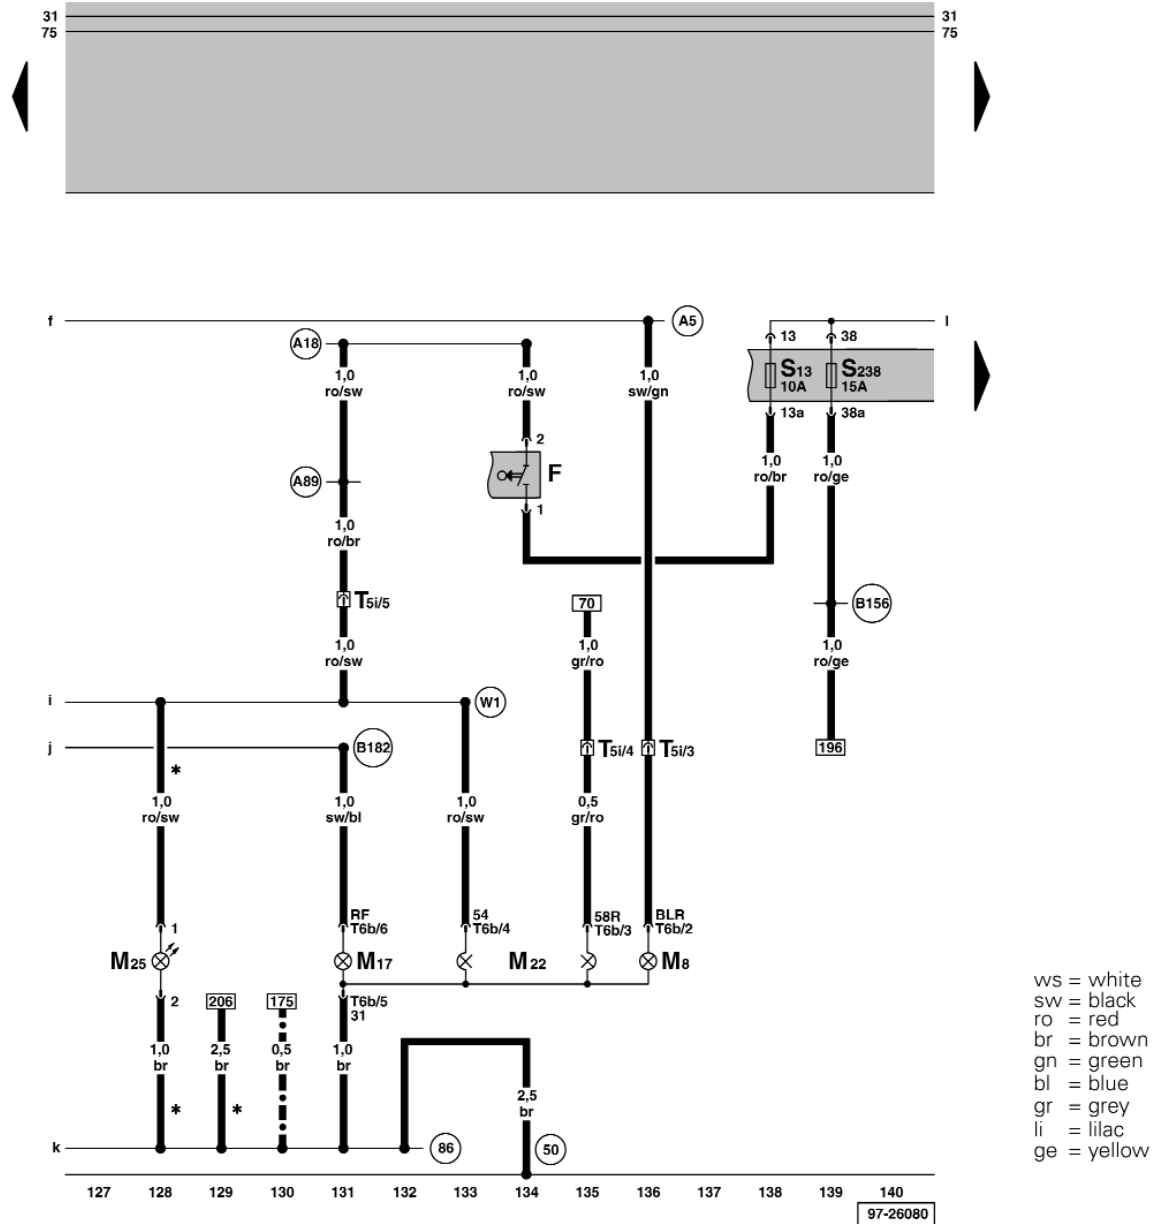 31 31
75 75
f A5 l
A18 13 38
S13 S238
10A 15A
1,0 1,0 1,0
ro/sw ro/sw sw/gn
13a 38a
2
F
1,0 1,0
ro/br ro/ge
A89
1
1,0
ro/br
T5i/5 70 B156
1,0 1,0 1,0
ro/sw gr/ro ro/ge
i W1
j B182 T5i/4 T5i/3 196
*
1,0 1,0 1,0 0,5
ro/sw sw/bl ro/sw gr/ro
RF 54 58R BLR
1 T6b/6 T6b/4 T6b/3 T6b/2
M25 M17 M22 M8
2 206 175 T6b/5
31
1,0 2,5 0,5 1,0
br br br br
2,5
br
* *
k 86 50
127 128 129 130 131 132 133 134 135 136 137 138 139 140
97-26080
ws = white
sw = black
ro = red
br = brown
gn = green
bl = blue
gr = grey
li = lilac
ge = yellow